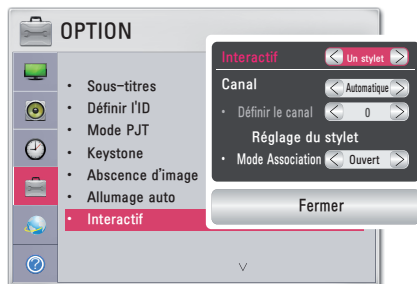 OPTION
• Sous-titres
• Définir l'ID
• Mode PJT
• Keystone
• Abscence d'image
• Allumage auto
• Interactif
Interactif Un stylet
Canal Automatique
• Définir le canal 0
Réglage du stylet
• Mode Association Ouvert
Fermer